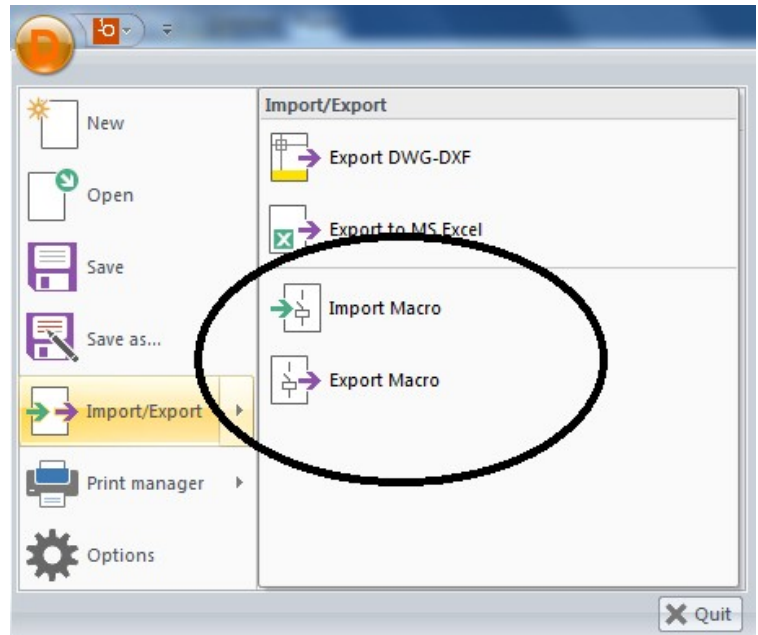 D
New
Open
Save
Save as...
Import/Export
Print manager
Options
Import/Export
Export DWG-DXF
Export to MS Excel
Import Macro
Export Macro
Quit